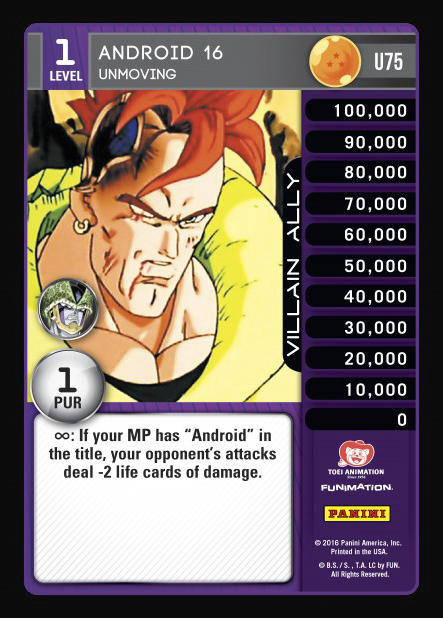 1
LEVEL
ANDROID 16
UNMOVING
U75
100,000
90,000
80,000
70,000
60,000
50,000
40,000
30,000
20,000
10,000
0
VILLAIN ALLY
1
PUR
∞: If your MP has “Android” in
the title, your opponent's attacks
deal -2 life cards of damage.
TOEI ANIMATION
Since 1956
FUNIMATION.
PANINI
© 2016 Panini America, Inc.
Printed in the USA.
© B.S./ S. , T.A. LC by FUN.
All Rights Reserved.